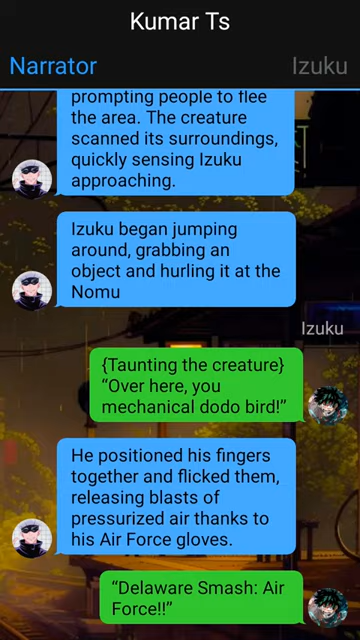 Kumar Ts
Narrator
Izuku
prompting people to flee
the area. The creature
scanned its surroundings,
quickly sensing Izuku
approaching.
Izuku began jumping
around, grabbing an
object and hurling it at the
Nomu
Izuku
{Taunting the creature}
“Over here, you
mechanical dodo bird!”
He positioned his fingers
together and flicked them,
releasing blasts of
pressurized air thanks to
his Air Force gloves.
“Delaware Smash: Air
Force!!”